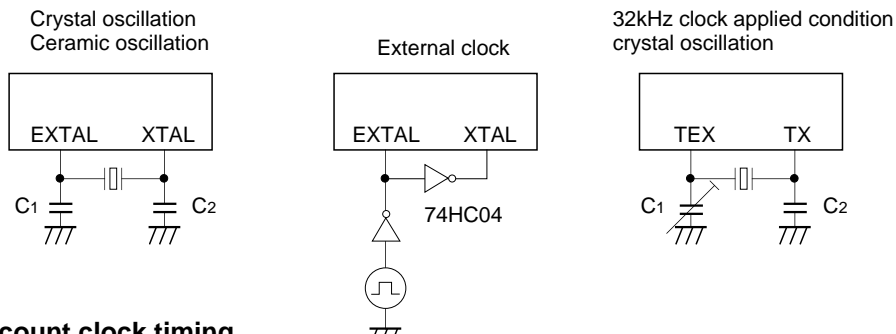 Crystal oscillation
Ceramic oscillation
EXTAL XTAL
C1 C2
External clock
EXTAL XTAL
74HC04
32kHz clock applied condition
crystal oscillation
TEX TX
C1 C2
count clock timing